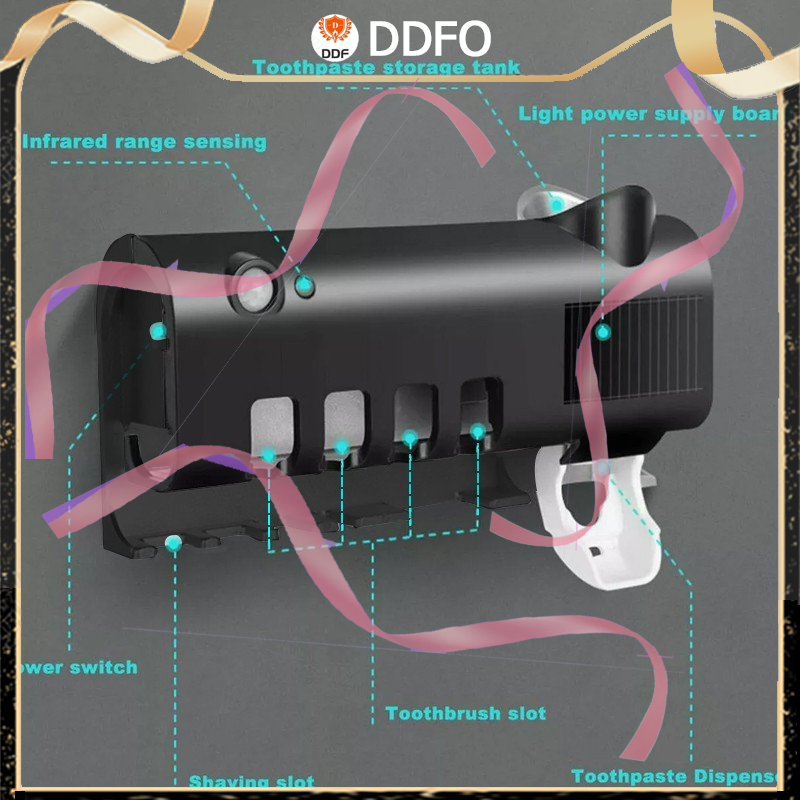 DDF
DDFO
Toothpaste storage tank
Light power supply boar
Infrared range sensing
ower switch
Toothbrush slot
Toothpaste Dispense
Shaving slot